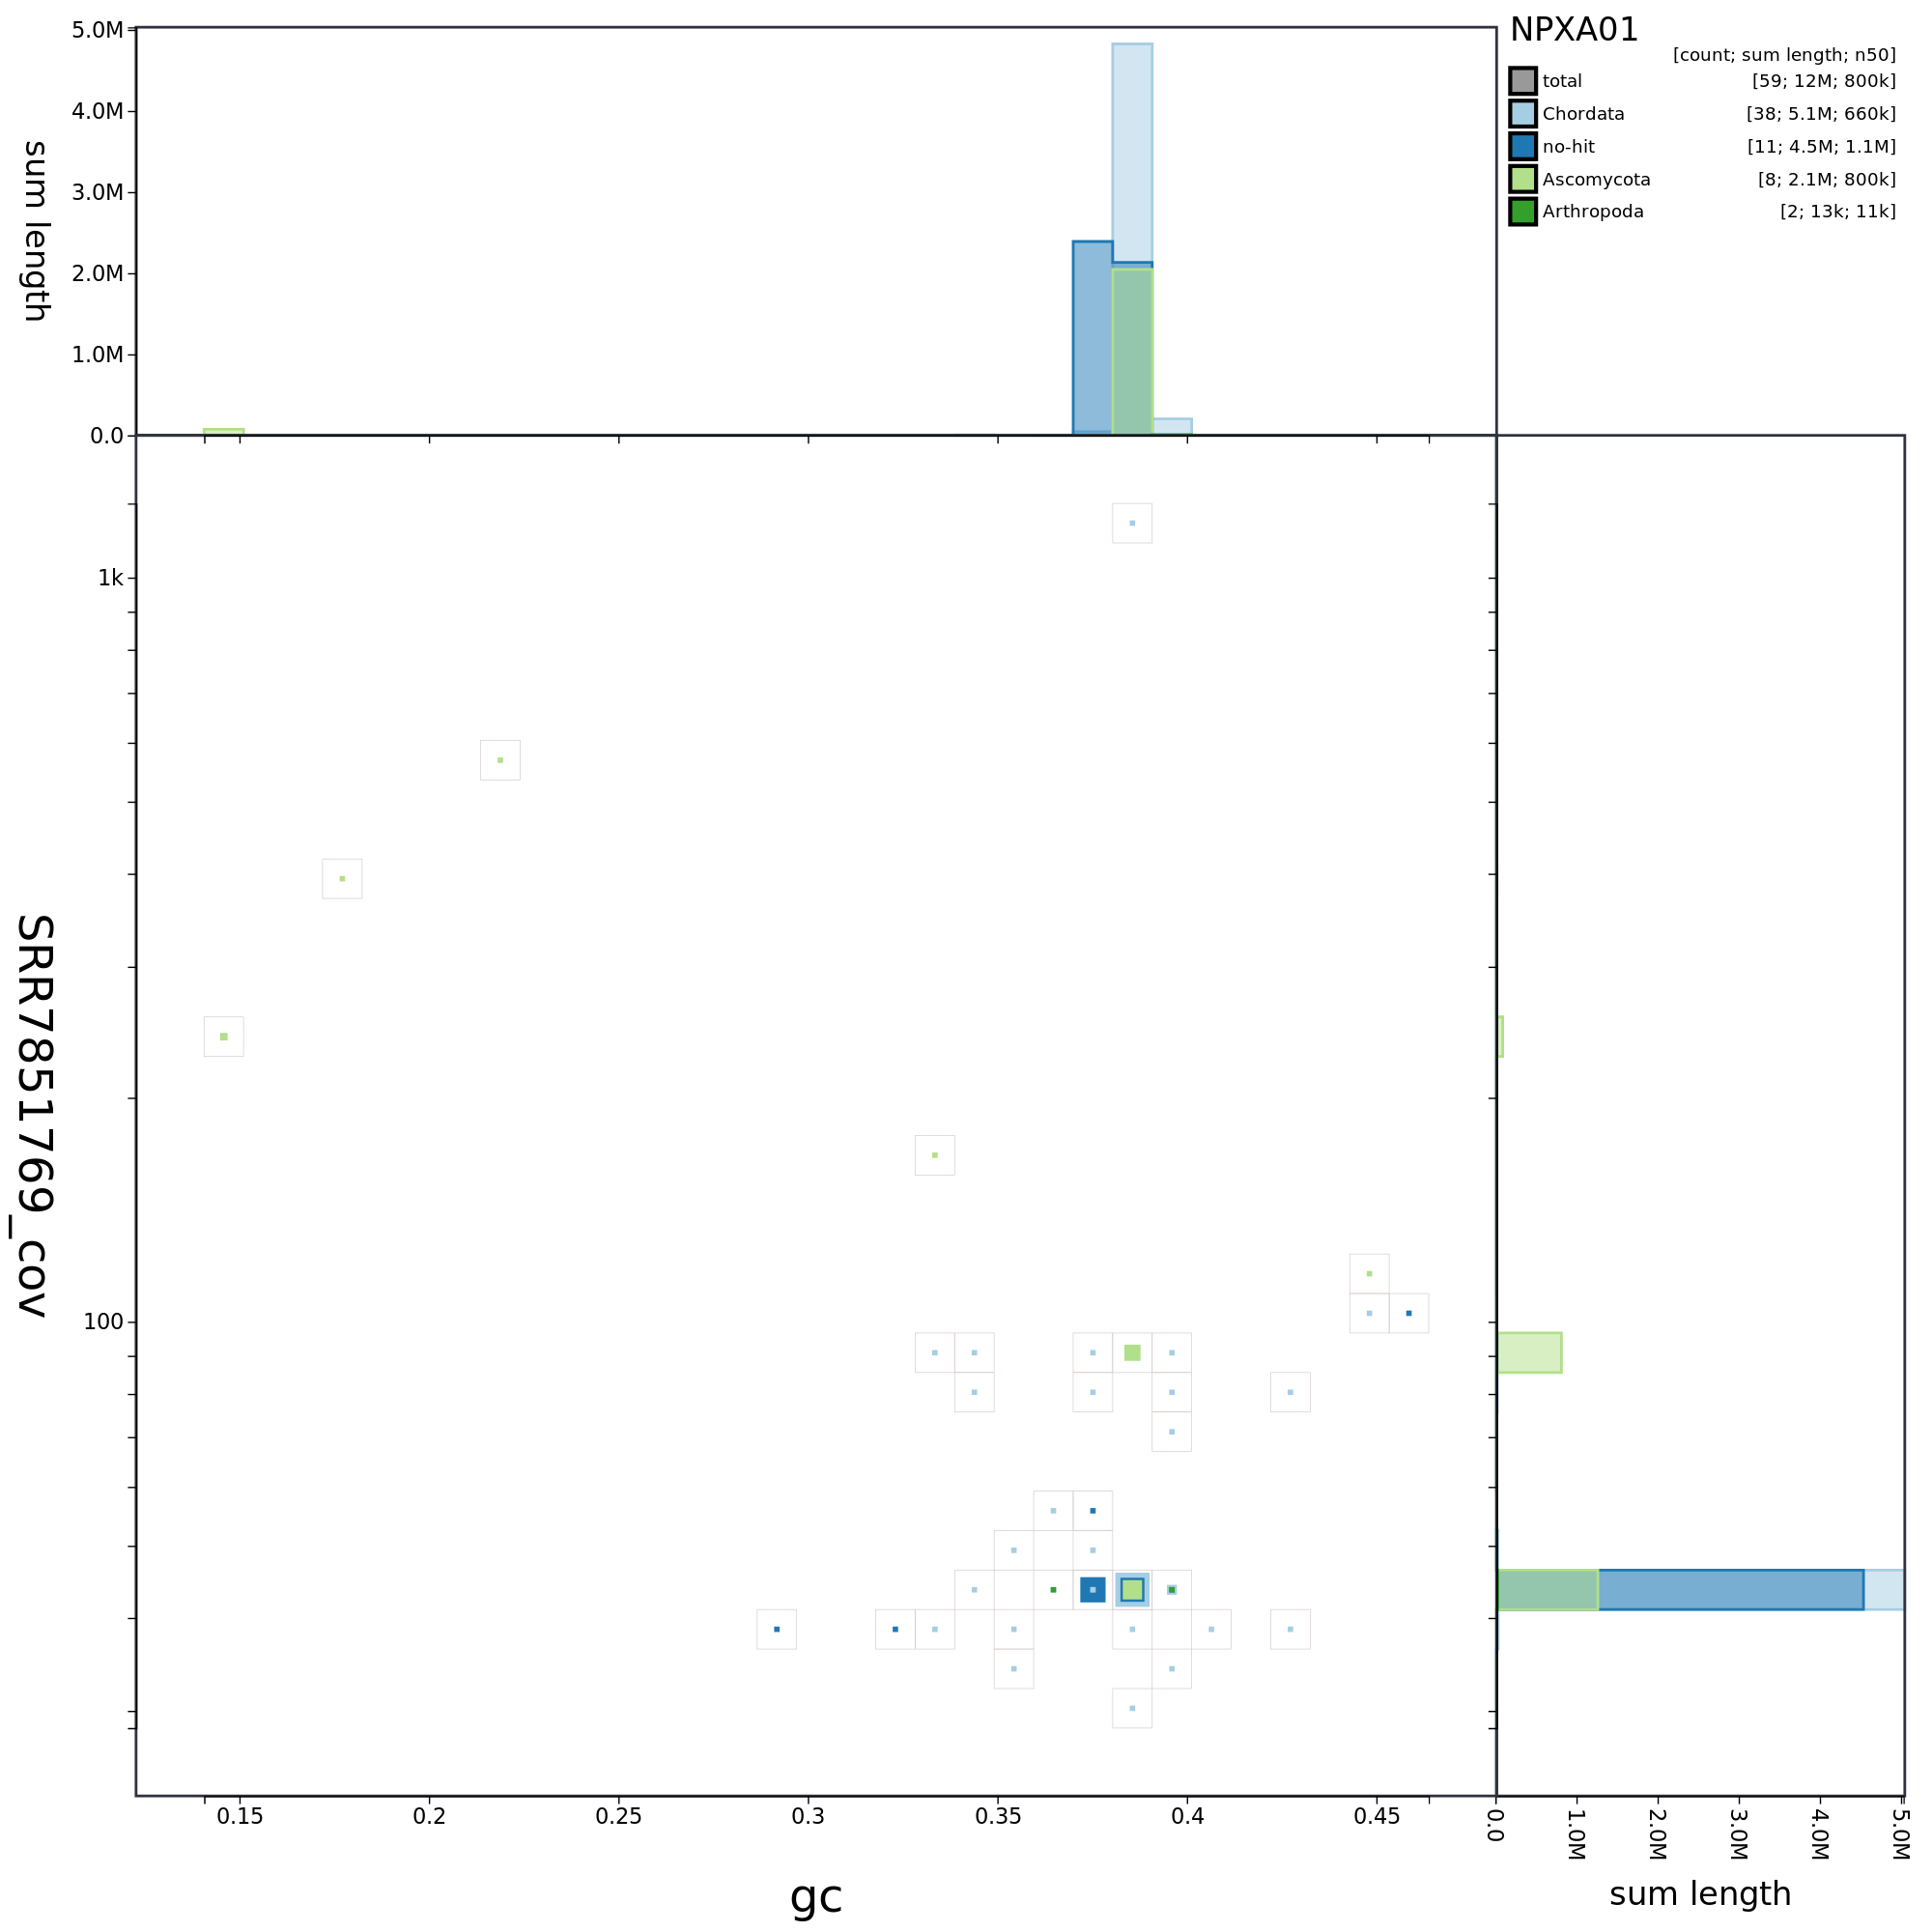 NPXA01
[count; sum length; n50]
total [59; 12M; 800k]
Chordata [38; 5.1M; 660k]
no-hit [11; 4.5M; 1.1M]
Ascomycota [8; 2.1M; 800k]
Arthropoda [2; 13k; 11k]
sum length
5.0M
4.0M
3.0M
2.0M
1.0M
0.0
SRR7851769_cov
1k
100
0.15 0.2 0.25 0.3 0.35 0.4 0.45
gc
0.0 1.0M 2.0M 3.0M 4.0M 5.0M
sum length